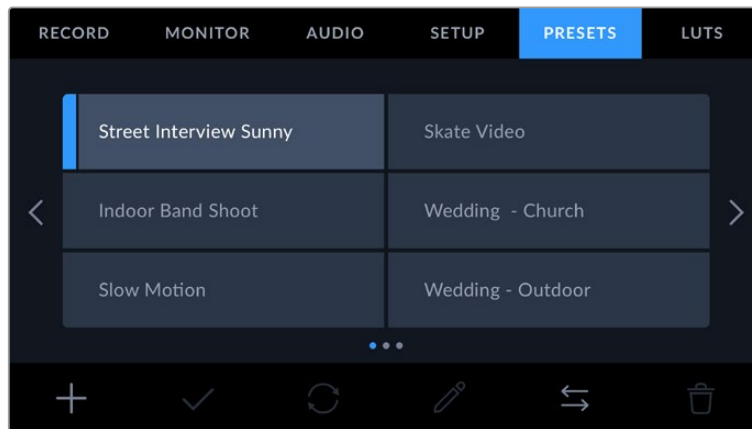 RECORD MONITOR AUDIO SETUP PRESETS LUTS
Street Interview Sunny
Skate Video
Indoor Band Shoot
Wedding - Church
Slow Motion
Wedding - Outdoor